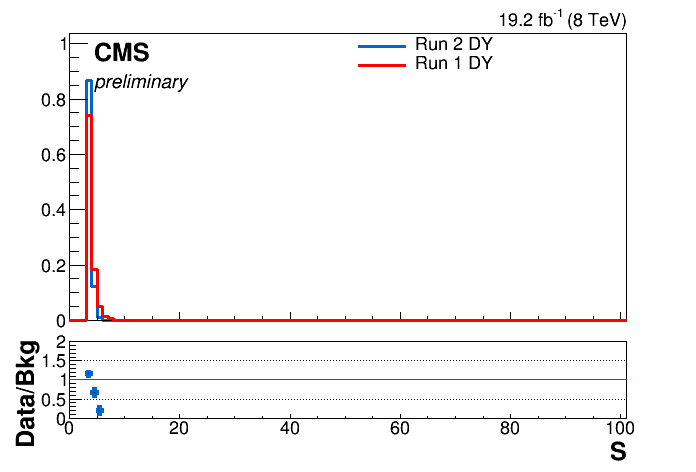 19.2 fb⁻¹ (8 TeV)
CMS
preliminary
Run 2 DY
Run 1 DY
1
0.8
0.6
0.4
0.2
0
2
1.5
1
0.5
0
Data/Bkg
0 20 40 60 80 100
S